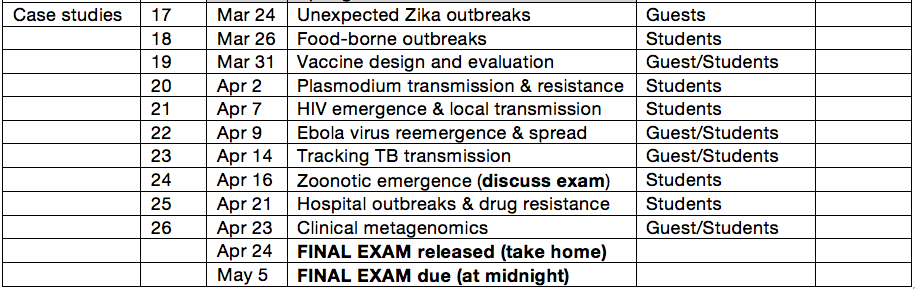 Case studies 17 Mar 24 Unexpected Zika outbreaks Guests
18 Mar 26 Food-borne outbreaks Students
19 Mar 31 Vaccine design and evaluation Guest/Students
20 Apr 2 Plasmodium transmission & resistance Students
21 Apr 7 HIV emergence & local transmission Students
22 Apr 9 Ebola virus reemergence & spread Guest/Students
23 Apr 14 Tracking TB transmission Guest/Students
24 Apr 16 Zoonotic emergence (discuss exam) Students
25 Apr 21 Hospital outbreaks & drug resistance Students
26 Apr 23 Clinical metagenomics Guest/Students
Apr 24 FINAL EXAM released (take home)
May 5 FINAL EXAM due (at midnight)